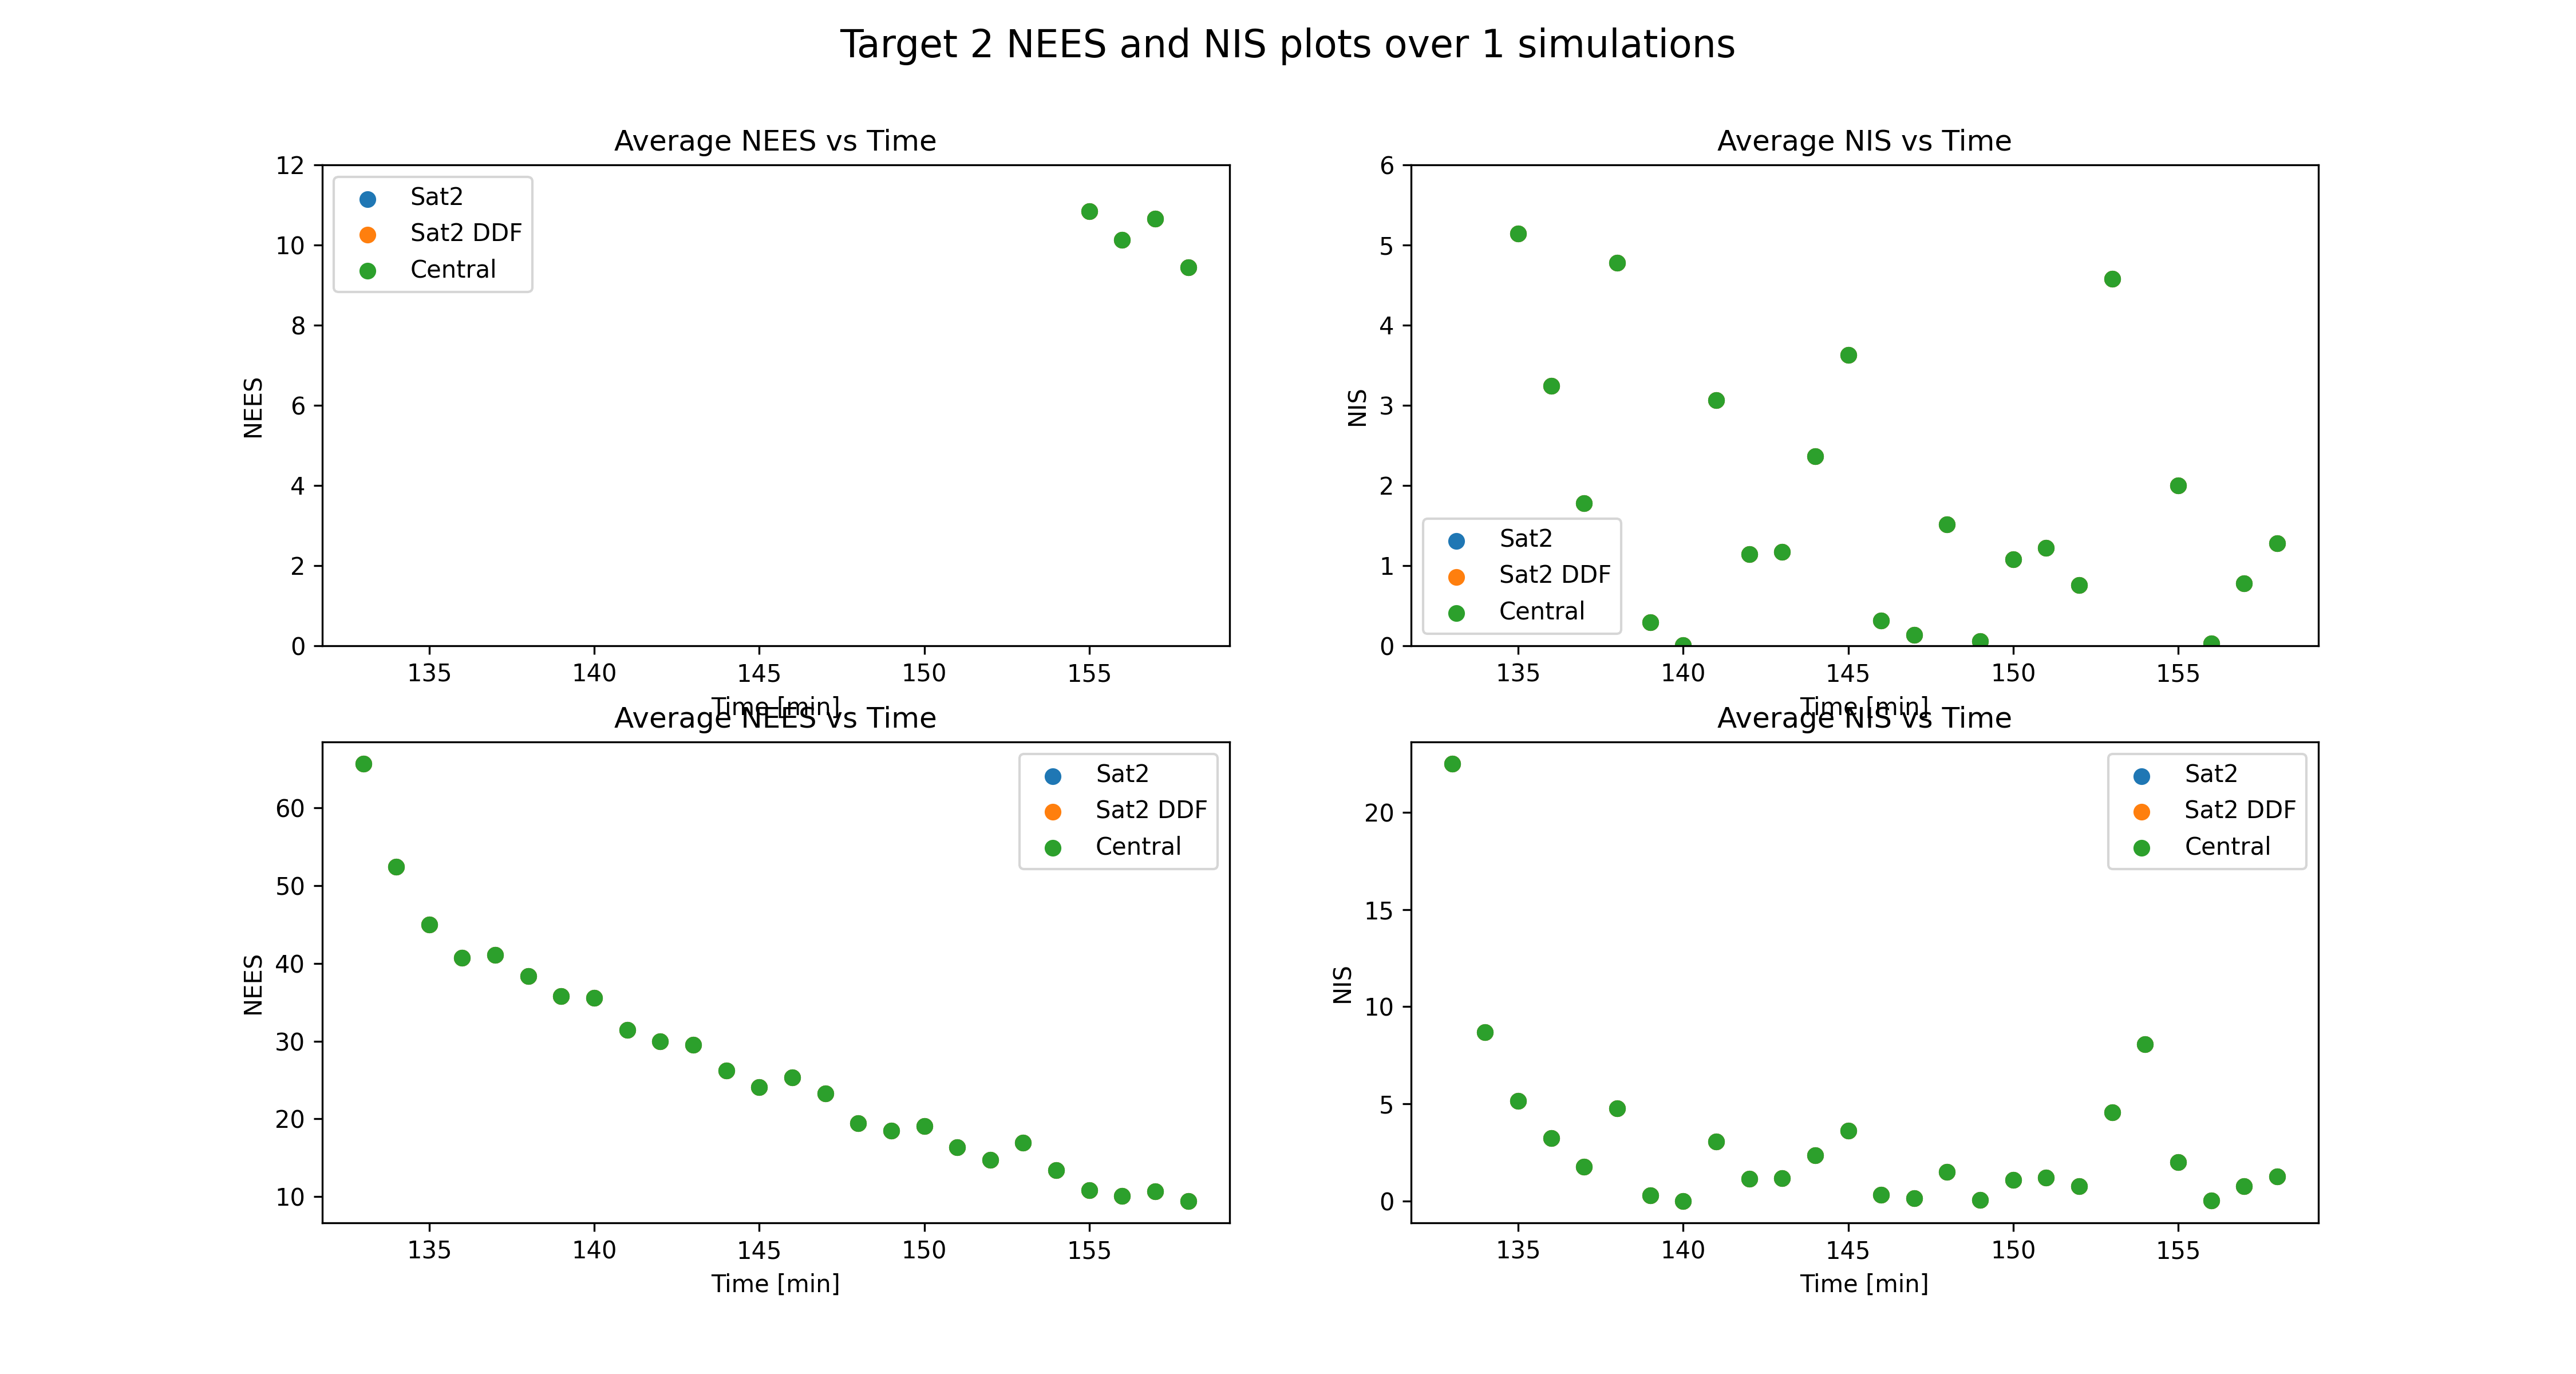 Target 2 NEES and NIS plots over 1 simulations
Average NEES vs Time
12
10
8
6
4
2
0
NEES
Sat2
Sat2 DDF
Central
135 140 145 150 155
Time [min]
Average NIS vs Time
6
5
4
3
2
1
0
NIS
Sat2
Sat2 DDF
Central
135 140 145 150 155
Time [min]
Average NEES vs Time
60
50
40
30
20
10
NEES
Sat2
Sat2 DDF
Central
135 140 145 150 155
Time [min]
Average NIS vs Time
20
15
10
5
0
NIS
Sat2
Sat2 DDF
Central
135 140 145 150 155
Time [min]